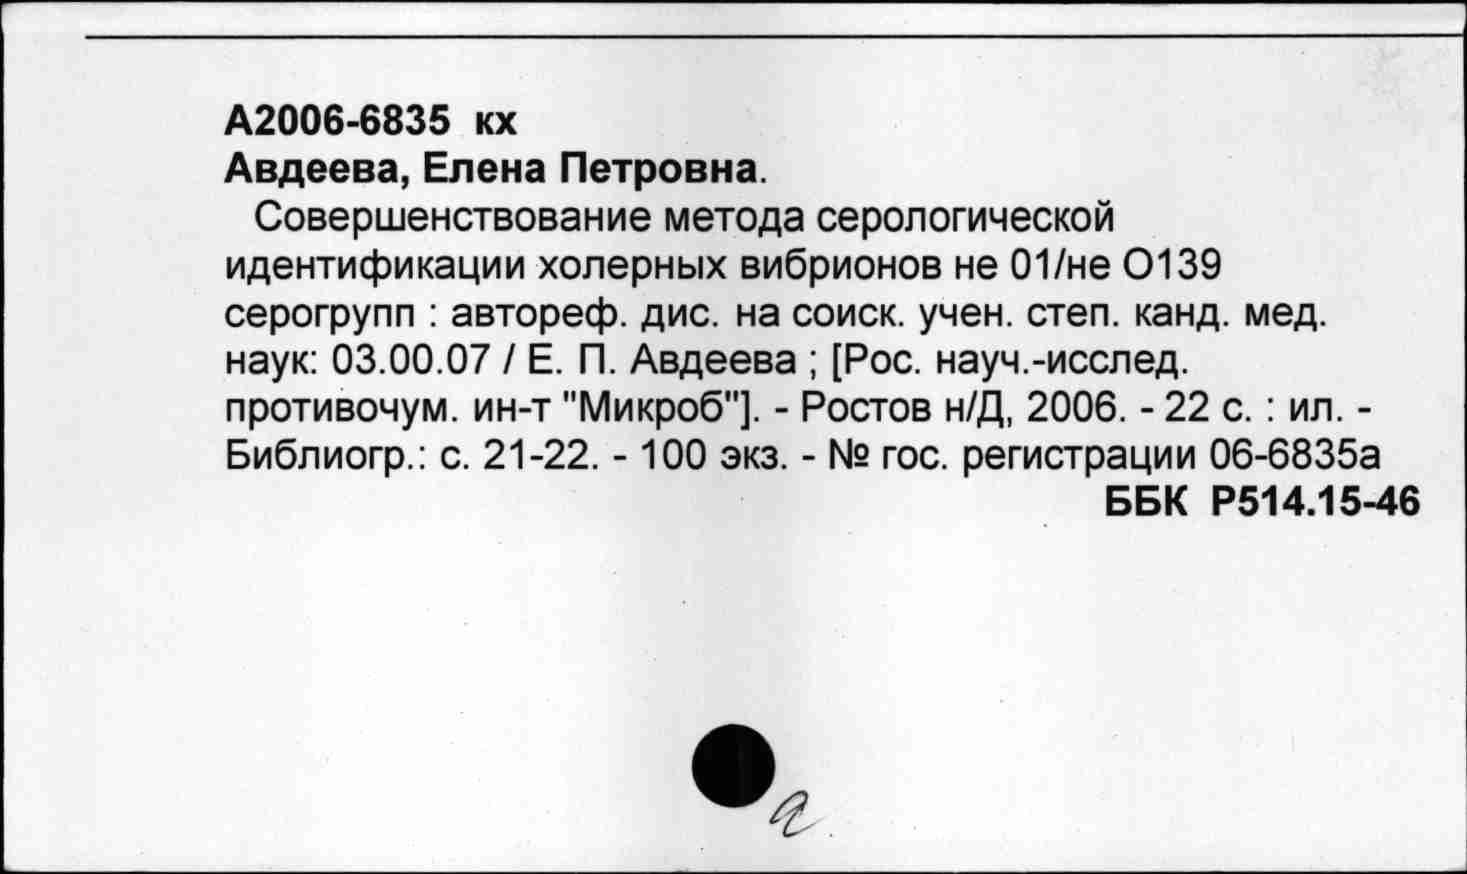 А2006-6835 кх
Авдеева, Елена Петровна.
Совершенствование метода серологической
идентификации холерных вибрионов не 01/не О139
серогрупп : автореф. дис. на соиск. учен. степ. канд. мед.
наук: 03.00.07 / Е. П. Авдеева ; [Рос. науч.-исслед.
противочум. ин-т "Микроб"]. - Ростов н/Д, 2006. - 22 с. : ил. -
Библиогр.: с. 21-22. - 100 экз. - № гос. регистрации 06-6835а
ББК Р514.15-46
а